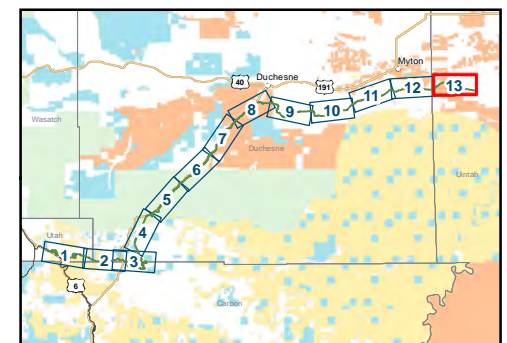 Myton
40
Duchesne
191
13
12
11
10
9
8
Wasatch
7
Duchesne
6
Uintah
5
4
Utah
1
2
3
6
Carbon